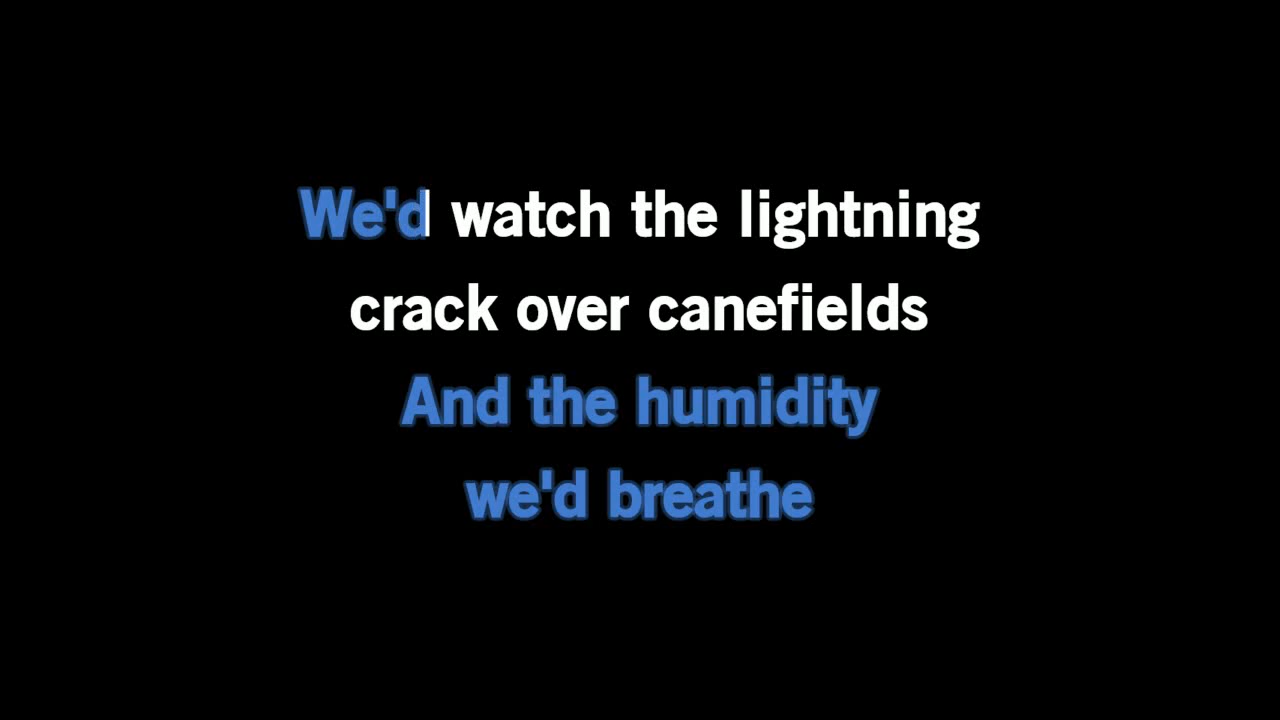 We'd watch the lightning
crack over canefields
And the humidity
we'd breathe